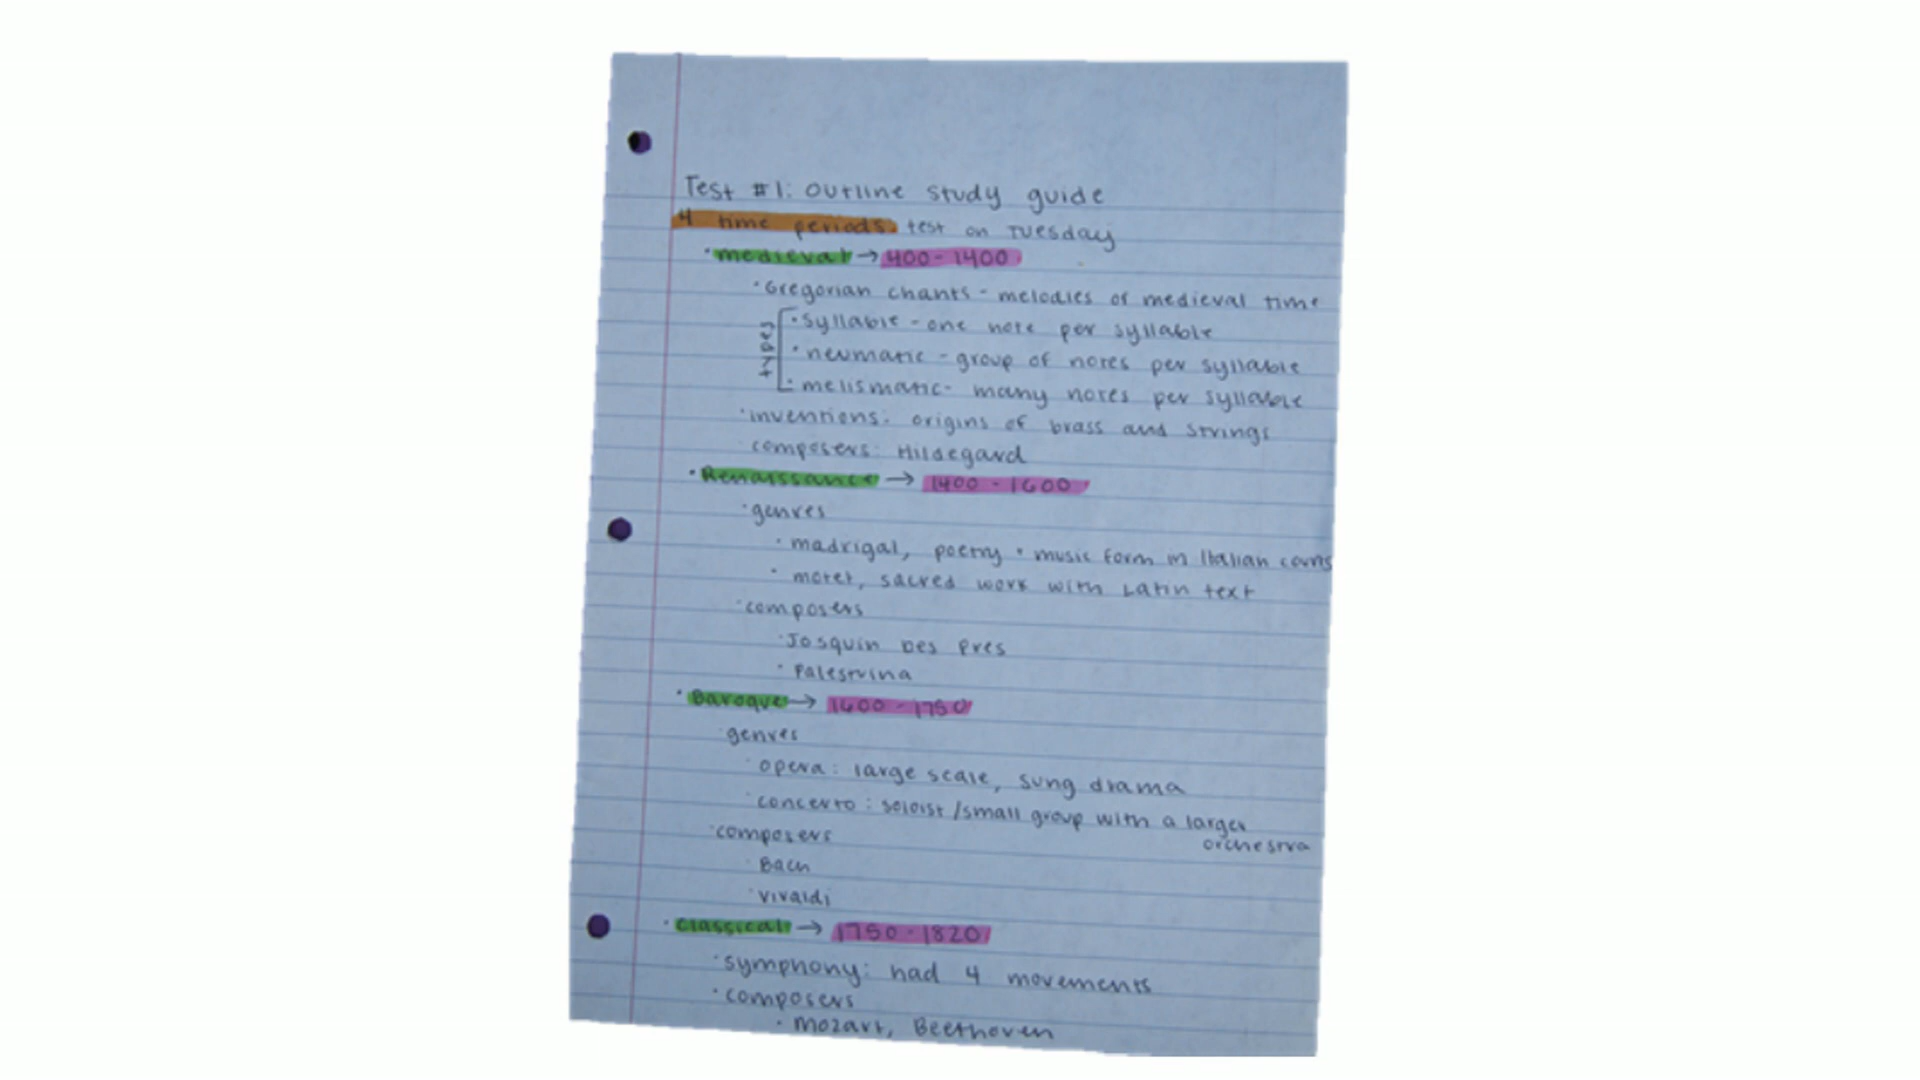 Test #1: Outline study guide
4 time periods. test on Tuesday
· medieval → 400-1400
· Gregorian chants - melodies of medieval time
types
· Syllable - one note per syllable
· neumatic - group of notes per syllable
· melismatic - many notes per syllable
· inventions: origins of brass and strings
composers: Hildegard
· Renaissance → 1400-1600
· genres
· madrigal, poetry + music form in Italian
· motet, sacred work with Latin text
· composers
· Josquin Des Pres
· Palestrina
· Baroque → 1600-1750
· genres
· opera: large scale, sung drama
· concerto: soloist/small group with a larger
orchestra
· composers
· Bach
· Vivaldi
· Classical → 1750-1820
· symphony: had 4 movements
· composers
· Mozart, Beethoven